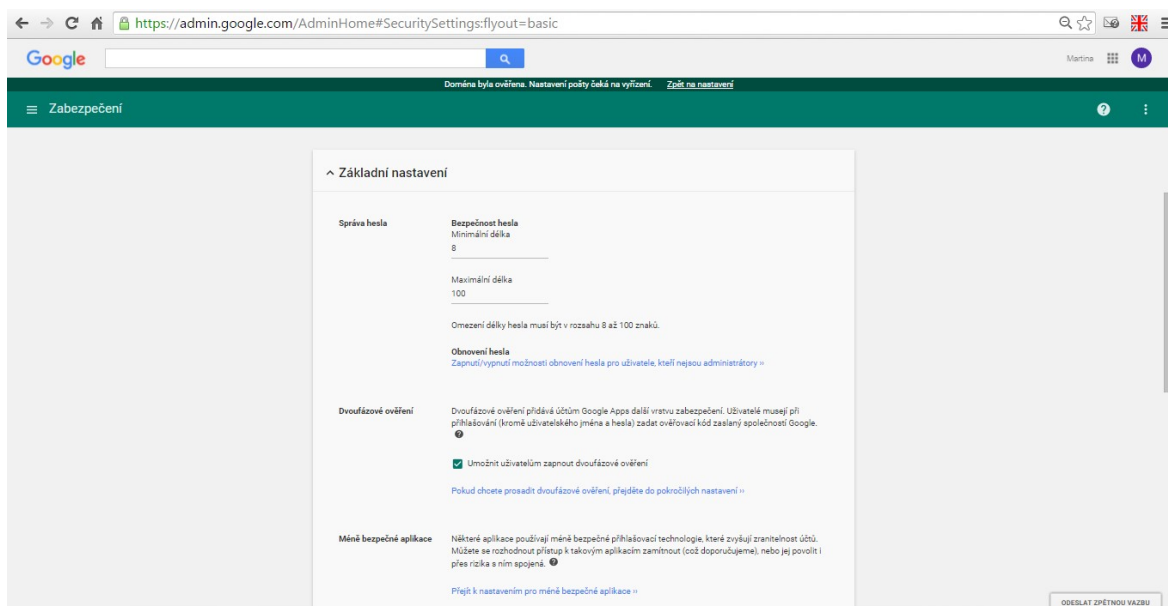 https://admin.google.com/AdminHome#SecuritySettings:flyout=basic
Google
Martina
M
Doména byla ověřena. Nastavení pošty čeká na vyřízení. Zpět na nastavení
Zabezpečení
Základní nastavení
Správa hesla
Bezpečnost hesla
Minimální délka
8
Maximální délka
100
Omezení délky hesla musí být v rozsahu 8 až 100 znaků.
Obnovení hesla
Zapnutí/vypnutí možnosti obnovení hesla pro uživatele, kteří nejsou administrátory »
Dvoufázové ověření
Dvoufázové ověření přidává účtům Google Apps další vrstvu zabezpečení. Uživatelé musejí při
přihlašování (kromě uživatelského jména a hesla) zadat ověřovací kód zaslaný společností Google.
Umožnit uživatelům zapnout dvoufázové ověření
Pokud chcete prosadit dvoufázové ověření, přejděte do pokročilých nastavení »
Méně bezpečné aplikace
Některé aplikace používají méně bezpečné přihlašovací technologie, které zvyšují zranitelnost účtů.
Můžete se rozhodnout přístup k takovým aplikacím zamítnout (což doporučujeme), nebo jej povolit i
přes rizika s ním spojená.
Přejít k nastavením pro méně bezpečné aplikace »
ODESLAT ZPĚTNOU VAZBU